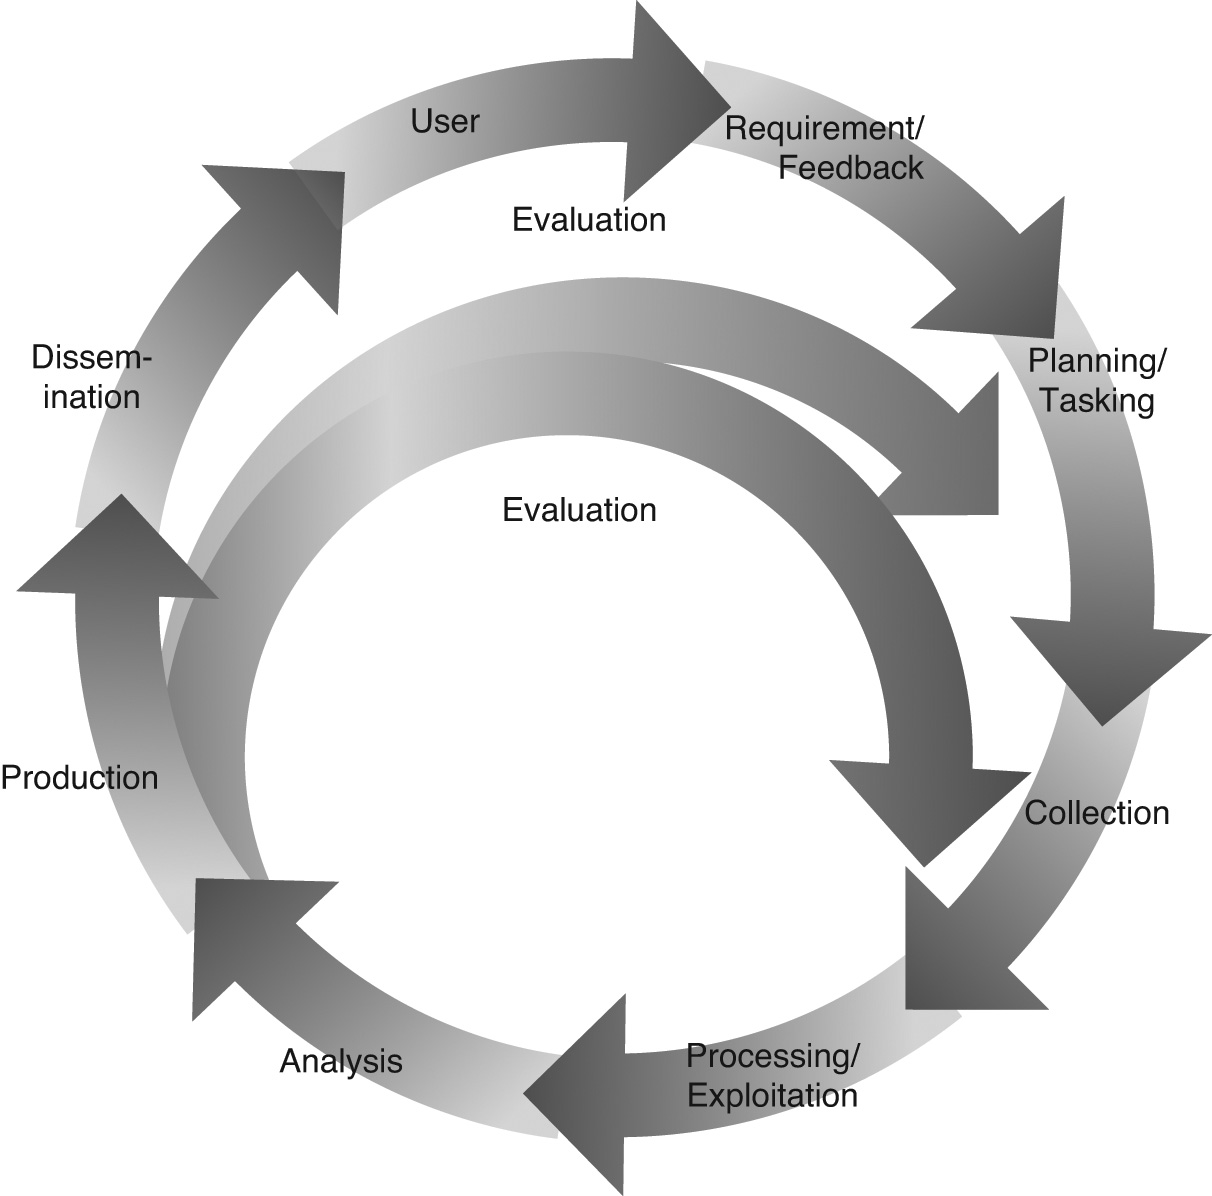 User
Requirement/
Feedback
Evaluation
Dissem-
ination
Planning/
Tasking
Evaluation
Production
Collection
Analysis
Processing/
Exploitation